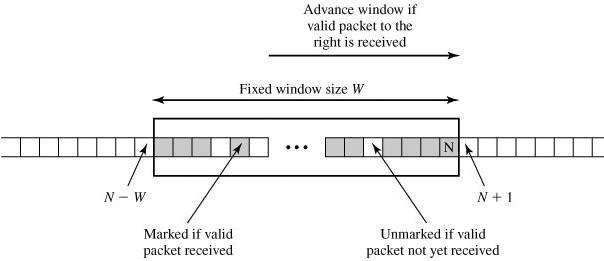 Advance window if
valid packet to the
right is received
Fixed window size W
• • •
N
N – W
N + 1
Marked if valid
packet received
Unmarked if valid
packet not yet received